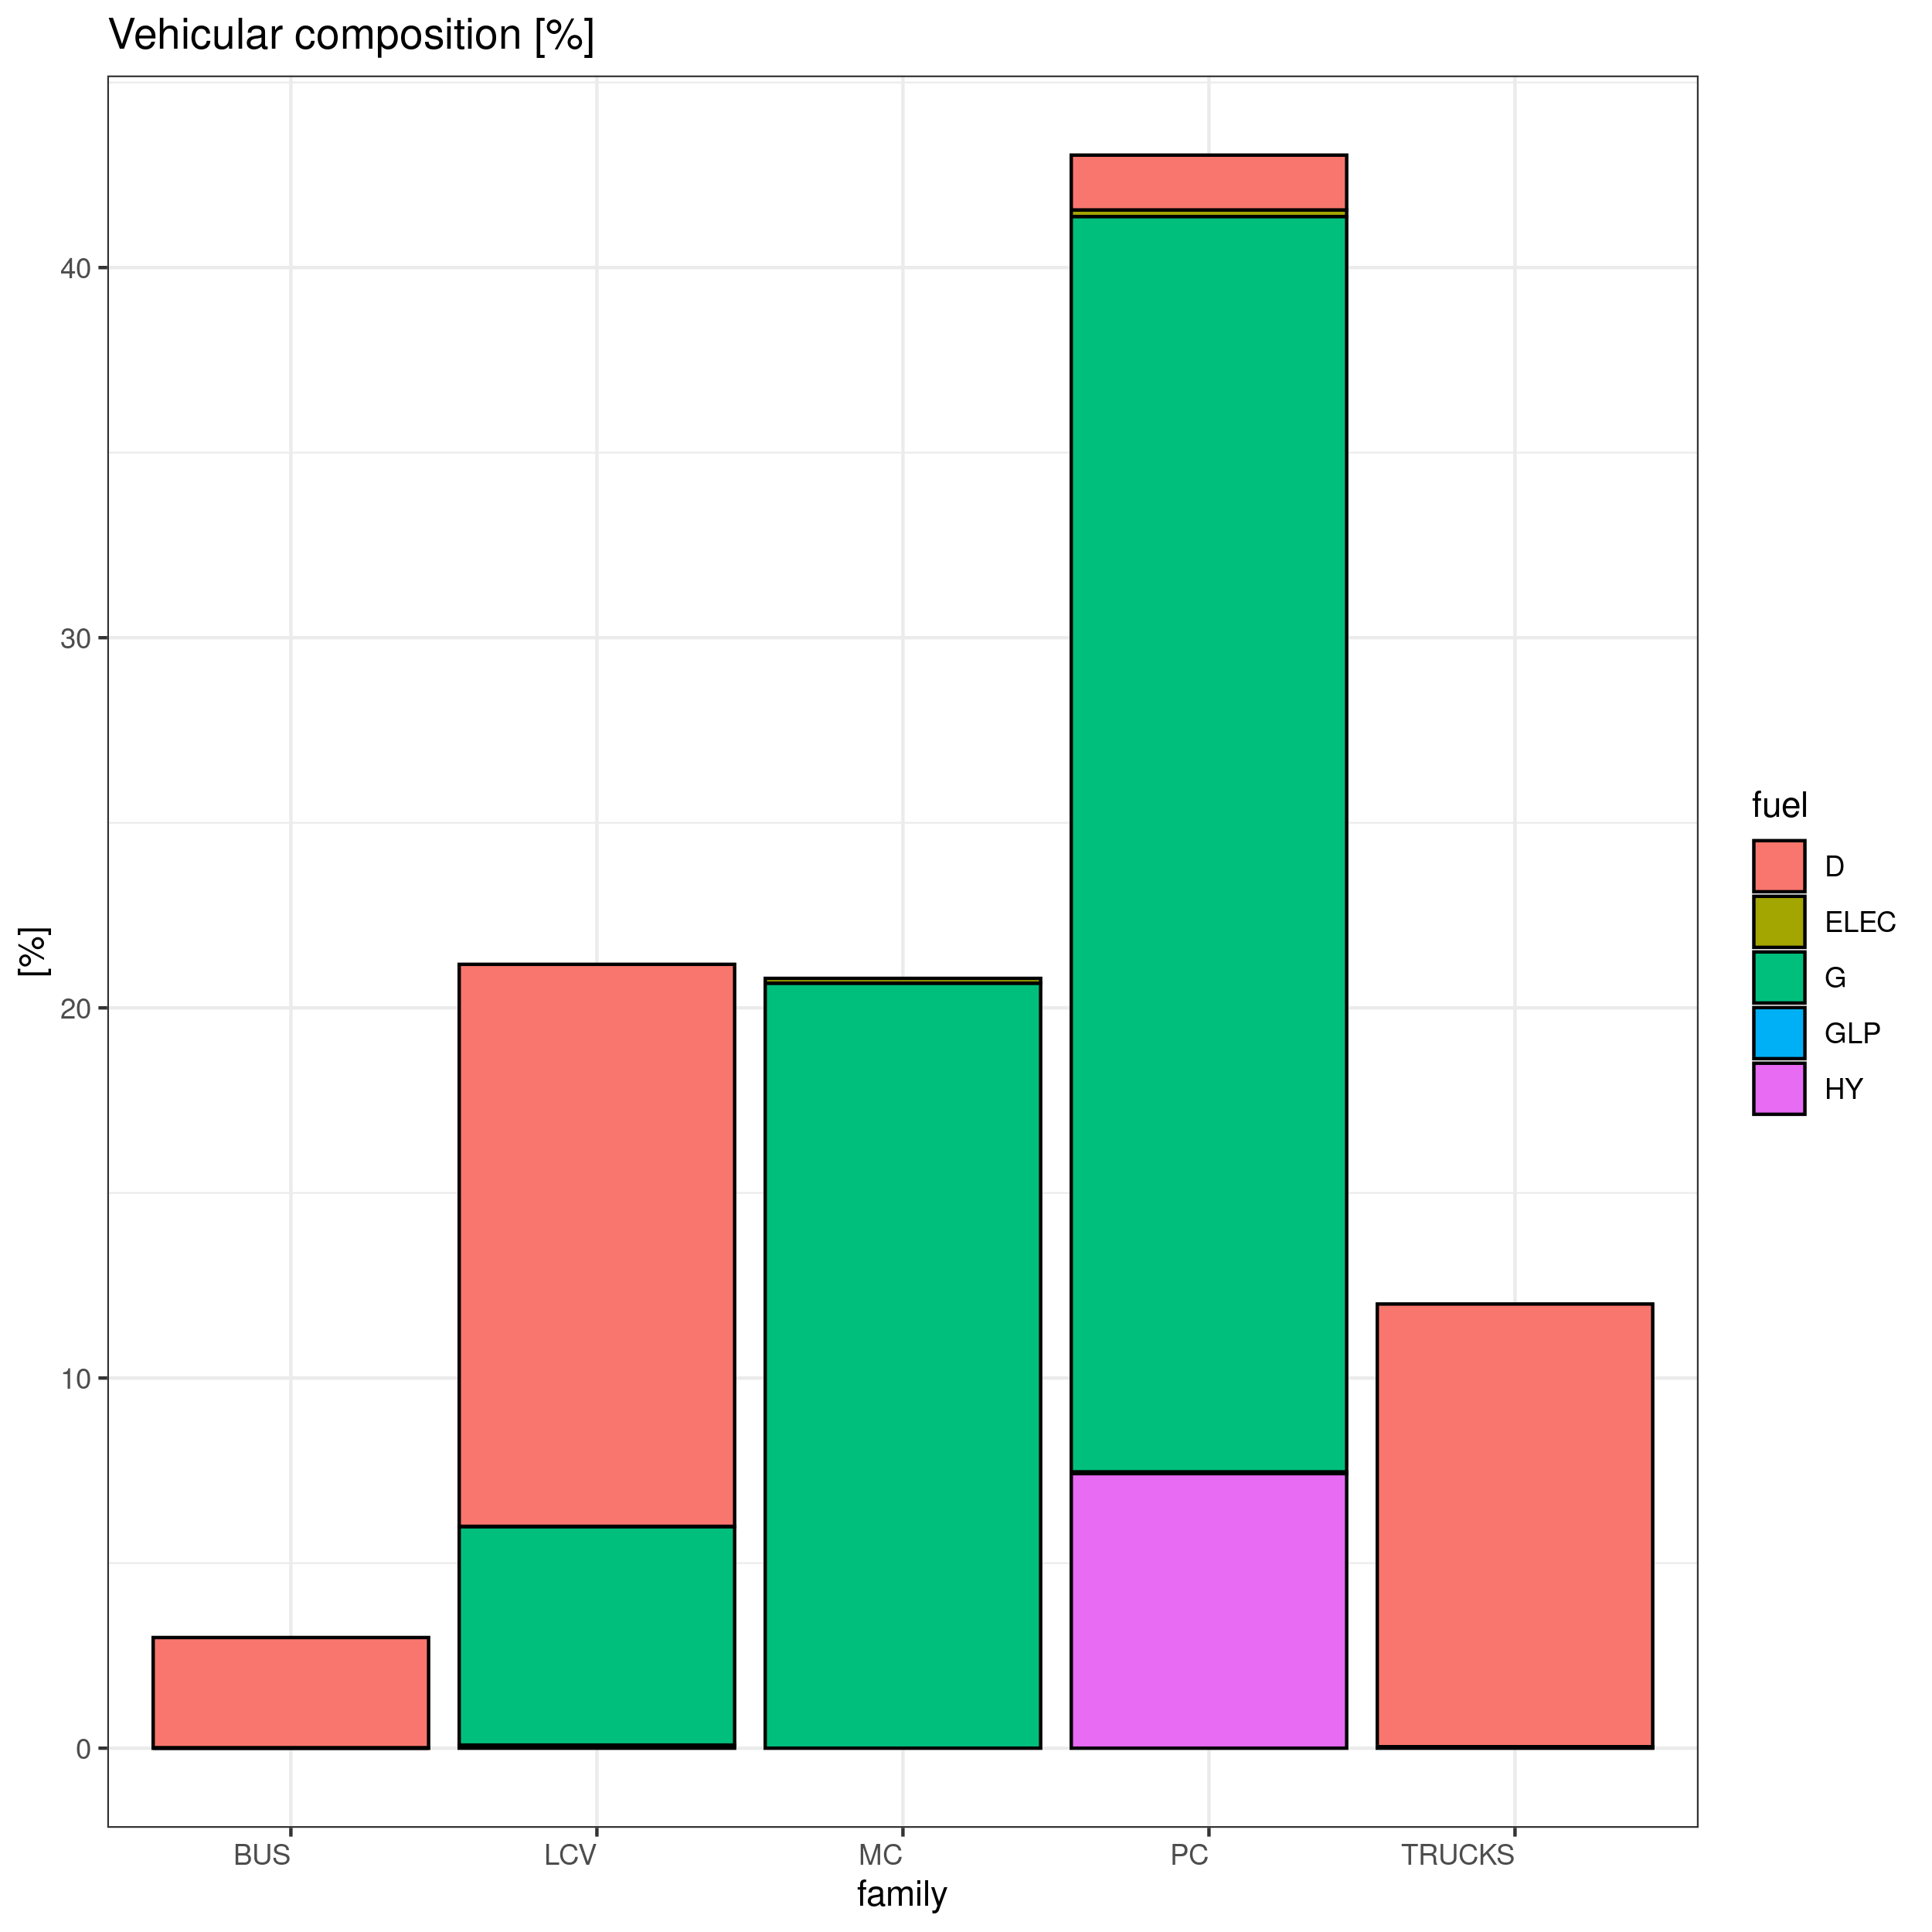 Vehicular composition [%]
[%]
40
30
20
10
0
BUS LCV MC PC TRUCKS
family
fuel
D
ELEC
G
GLP
HY